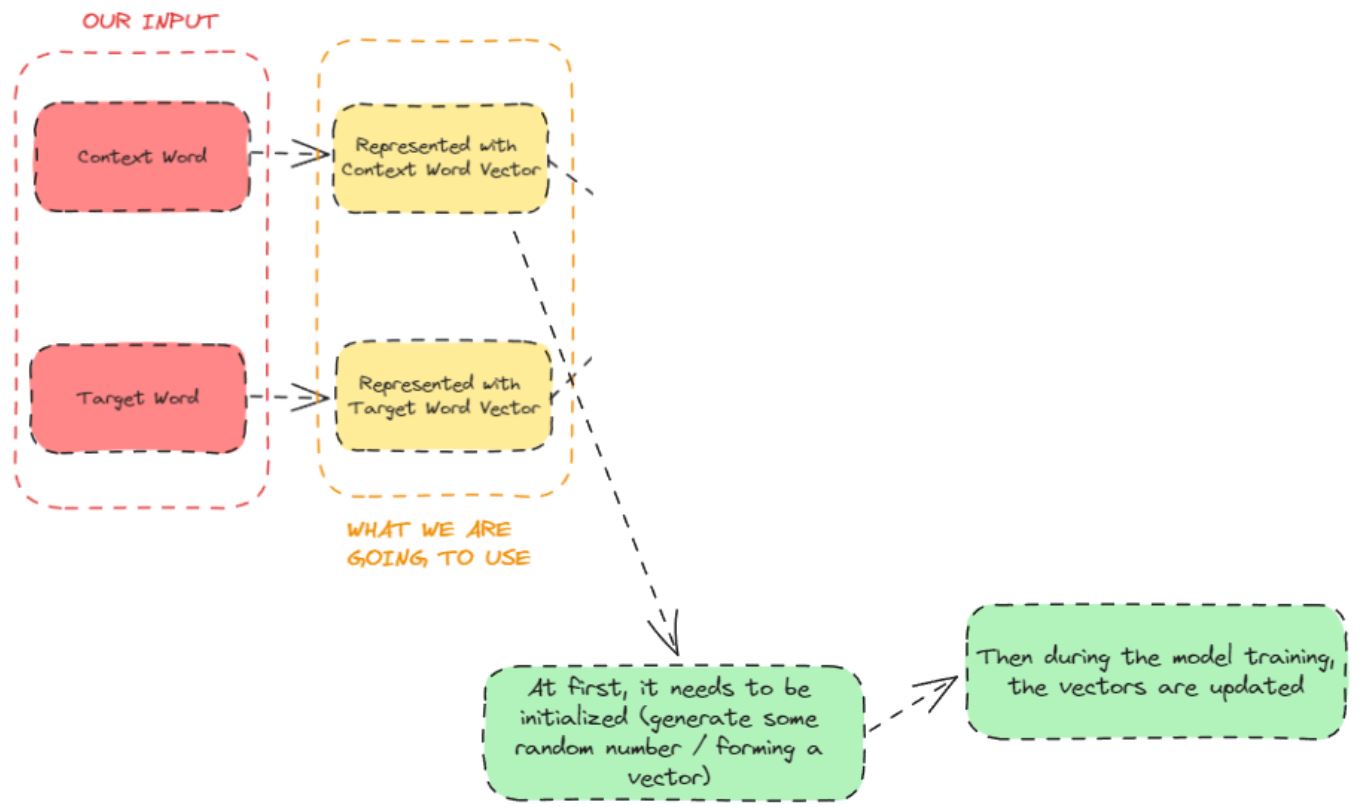 OUR INPUT
Context Word
Represented with
Context Word Vector
Target Word
Represented with
Target Word Vector
WHAT WE ARE
GOING TO USE
At first, it needs to be
initialized (generate some
random number / forming a
vector)
Then during the model training,
the vectors are updated